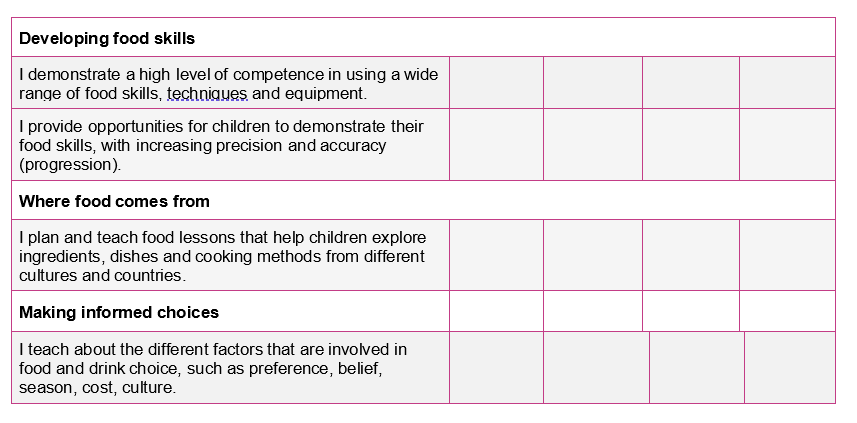 Developing food skills
I demonstrate a high level of competence in using a wide
range of food skills, techniques and equipment.
I provide opportunities for children to demonstrate their
food skills, with increasing precision and accuracy
(progression).
Where food comes from
I plan and teach food lessons that help children explore
ingredients, dishes and cooking methods from different
cultures and countries.
Making informed choices
I teach about the different factors that are involved in
food and drink choice, such as preference, belief,
season, cost, culture.